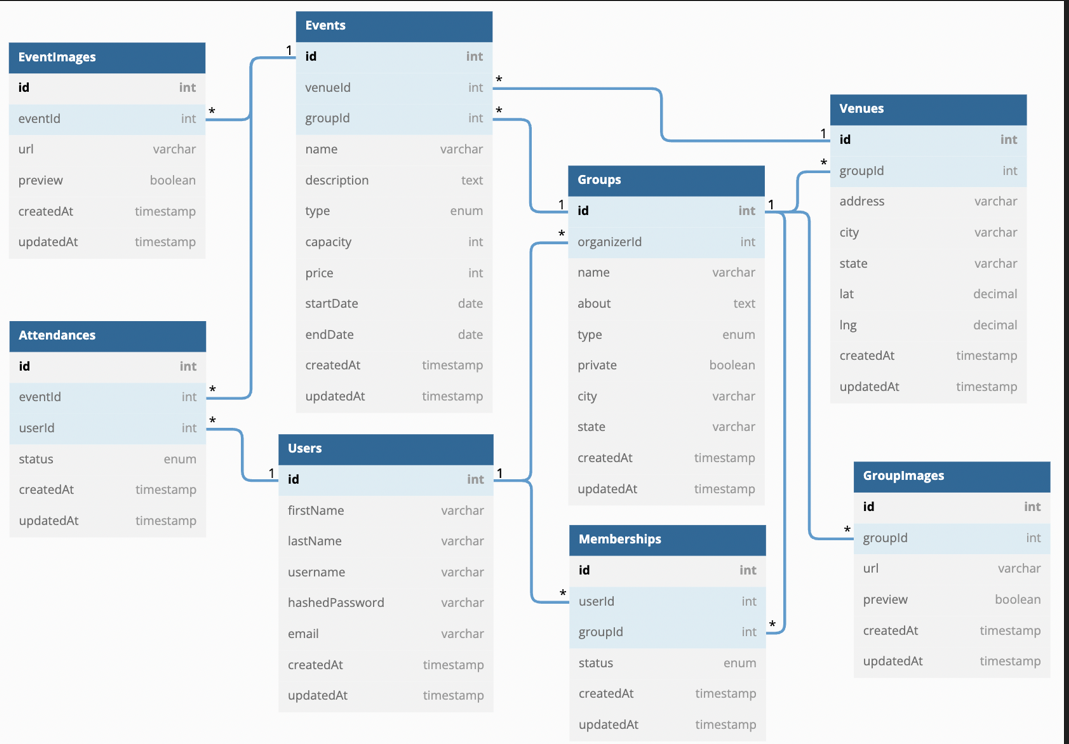 EventImages
id int
eventId int
url varchar
preview boolean
createdAt timestamp
updatedAt timestamp
*
Attendances
id int
eventId int
userId int
status enum
createdAt timestamp
updatedAt timestamp
*
*
Events
id int
venueId int
groupId int
name varchar
description text
type enum
capacity int
price int
startDate date
endDate date
createdAt timestamp
updatedAt timestamp
1
*
*
Users
id int
firstName varchar
lastName varchar
username varchar
hashedPassword varchar
email varchar
createdAt timestamp
updatedAt timestamp
1
1
Groups
id int
organizerId int
name varchar
about text
type enum
private boolean
city varchar
state varchar
createdAt timestamp
updatedAt timestamp
1
*
1
Memberships
id int
userId int
groupId int
status enum
createdAt timestamp
updatedAt timestamp
*
*
Venues
id int
groupId int
address varchar
city varchar
state varchar
lat decimal
lng decimal
createdAt timestamp
updatedAt timestamp
1
*
GroupImages
id int
groupId int
url varchar
preview boolean
createdAt timestamp
updatedAt timestamp
*